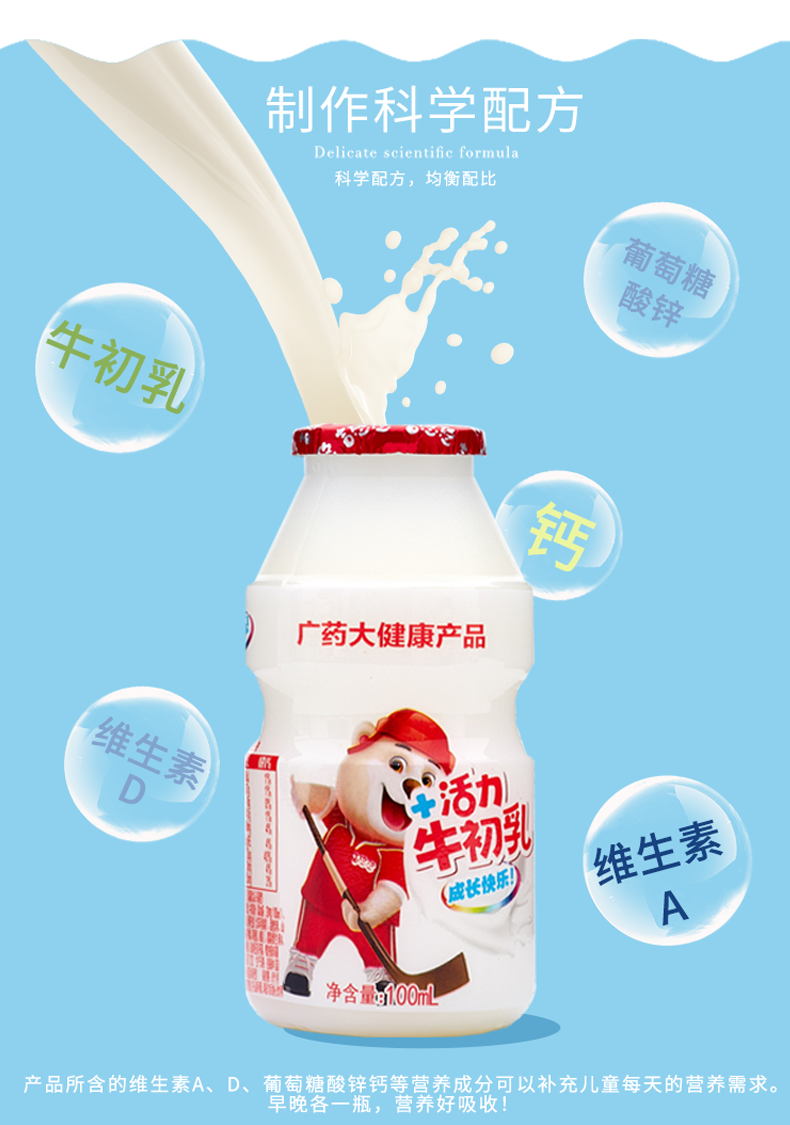 制作科学配方
Delicate scientific formula
科学配方，均衡配比
葡萄糖
酸锌
牛初乳
钙
广药大健康产品
维生素
D
+活力
牛初乳
成长快乐！
维生素
A
净含量:100mL
产品所含的维生素A、D、葡萄糖酸锌钙等营养成分可以补充儿童每天的营养需求。
早晚各一瓶，营养好吸收！